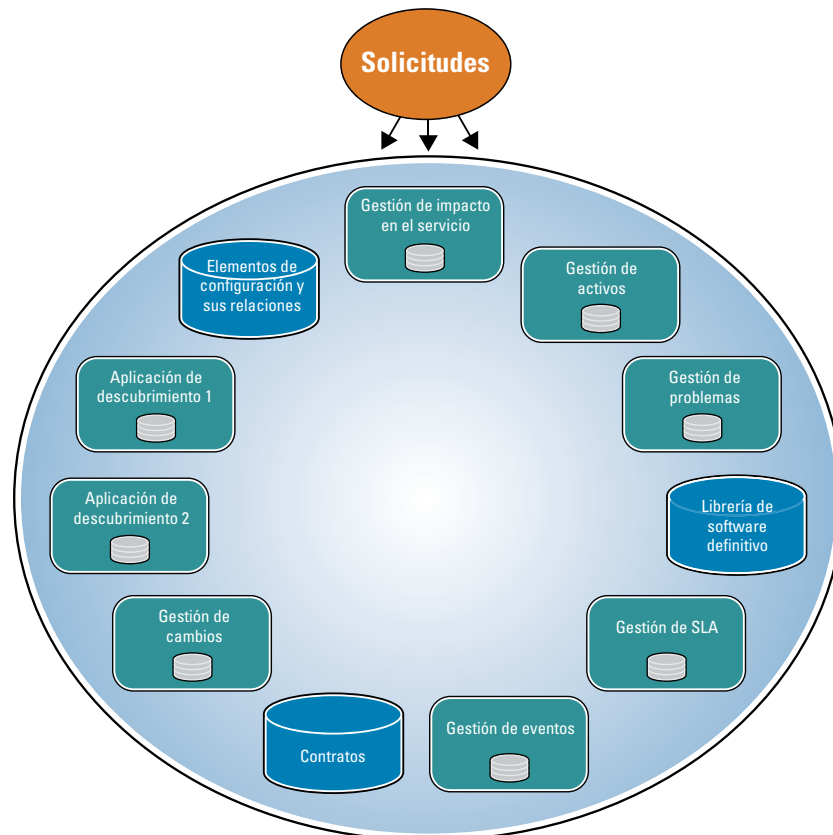 Solicitudes
Gestión de impacto
en el servicio
Elementos de
configuración y
sus relaciones
Gestión de
activos
Aplicación de
descubrimiento 1
Gestión de
problemas
Aplicación de
descubrimiento 2
Librería de
software
definitivo
Gestión de
cambios
Gestión de SLA
Contratos
Gestión de eventos